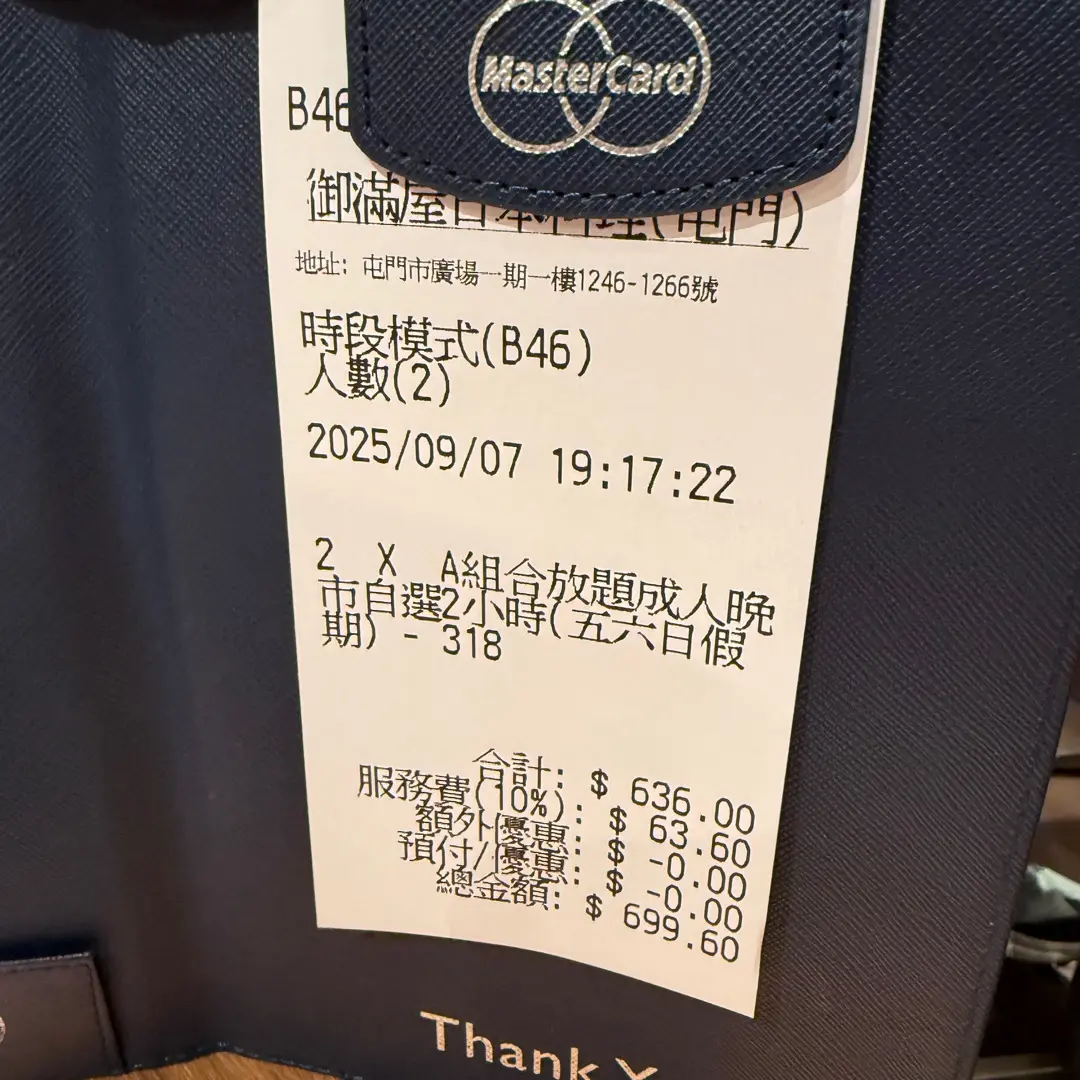 MasterCard
B46
御滿屋日本料理(屯門)
地址: 屯門市廣場一期一樓1246-1266號
時段模式(B46)
人數(2)
2025/09/07 19:17:22
2 X A組合放題成人晚
市自選2小時(五六日假
期) - 318
合計: $ 636.00
服務費(10%): $ 63.60
額外優惠: $ -0.00
預付/優惠: $ -0.00
總金額: $ 699.60
Thank